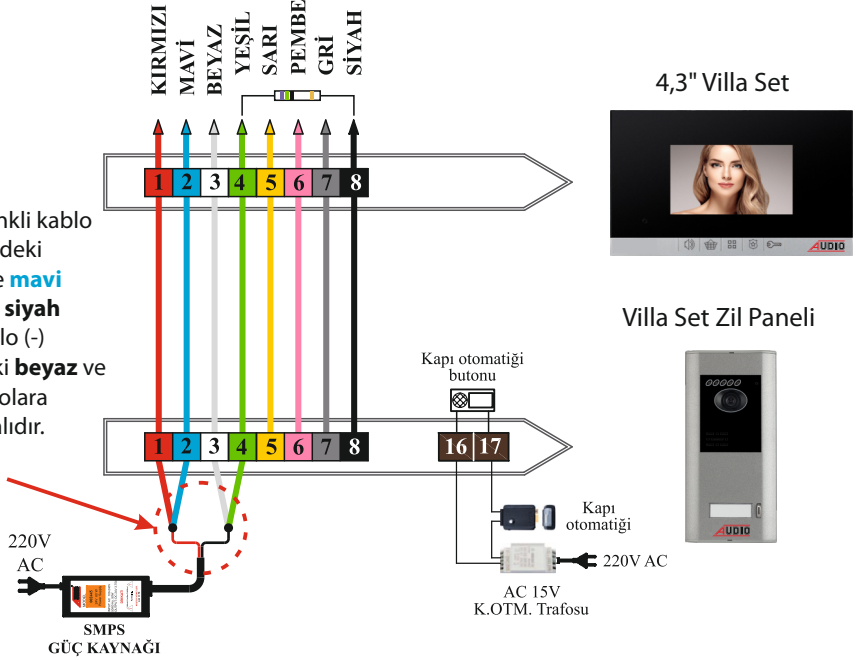 KIRMIZI
MAVİ
BEYAZ
YEŞİL
SARI
PEMBE
GRİ
SİYAH
1 2 3 4 5 6 7 8
4,3" Villa Set
AUDIO
nkli kablo
deki
e mavi
siyah
lo (-)
ki beyaz ve
olara
lıdır.
Villa Set Zil Paneli
AUDIO
Kapı otomatiği
butonu
1 2 3 4 5 6 7 8
16 17
Kapı
otomatiği
220V AC
AC 15V
K.OTM. Trafosu
220V
AC
SMPS
GÜÇ KAYNAĞI